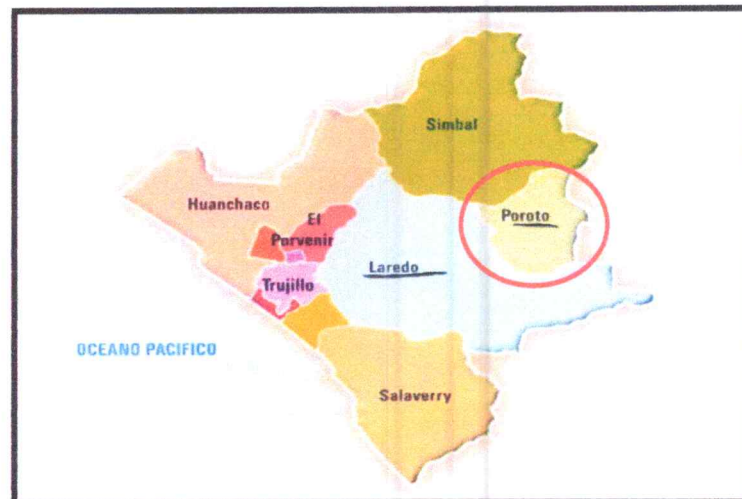 Simbal
Huanchaco
El
Porvenir
Poroto
Laredo
Trujillo
OCEANO PACIFICO
Salaverry